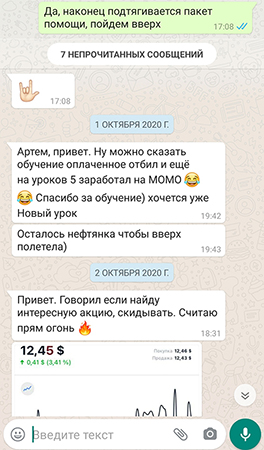 Да, наконец подтягивается пакет
помощи, пойдем вверх
17:08
7 НЕПРОЧИТАННЫХ СООБЩЕНИЙ
17:08
1 ОКТЯБРЯ 2020 Г.
Артем, привет. Ну можно сказать
обучение оплаченное отбил и ещё
на уроков 5 заработал на МОМО 😂
😂 Спасибо за обучение) хочется уже
Новый урок
19:42
Осталось нефтянка чтобы вверх
полетела)
19:43
2 ОКТЯБРЯ 2020 Г.
Привет. Говорил если найду
интересную акцию, скидывать. Считаю
прям огонь 🔥
18:31
12,45 $
Покупка 12,46 $
↑ 0,41 $ (3,41 %)
Продажа 12,43 $
Введите текст